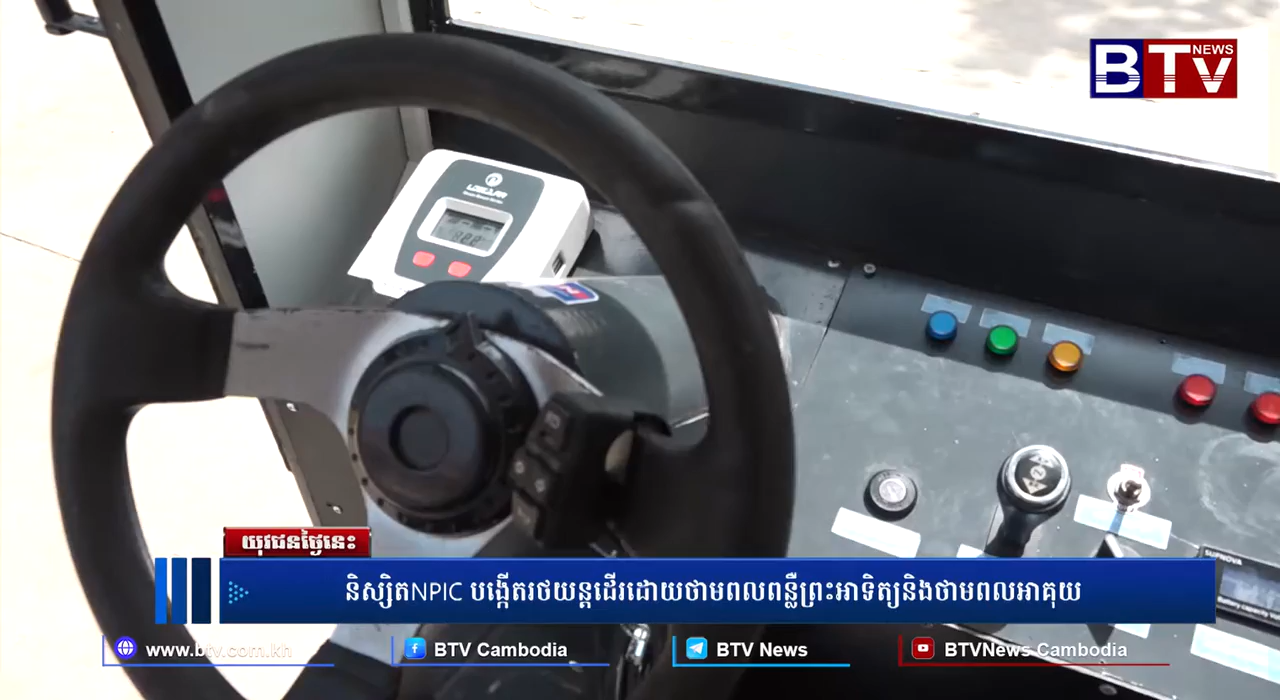 BTV NEWS
SUPNOVA
យុវជនថ្ងៃនេះ
និស្សិតNPIC បង្កើតរថយន្តដើរដោយថាមពលពន្លឺព្រះអាទិត្យនិងថាមពលអាគុយ
www.btv.com.kh
BTV Cambodia
BTV News
BTVNews Cambodia